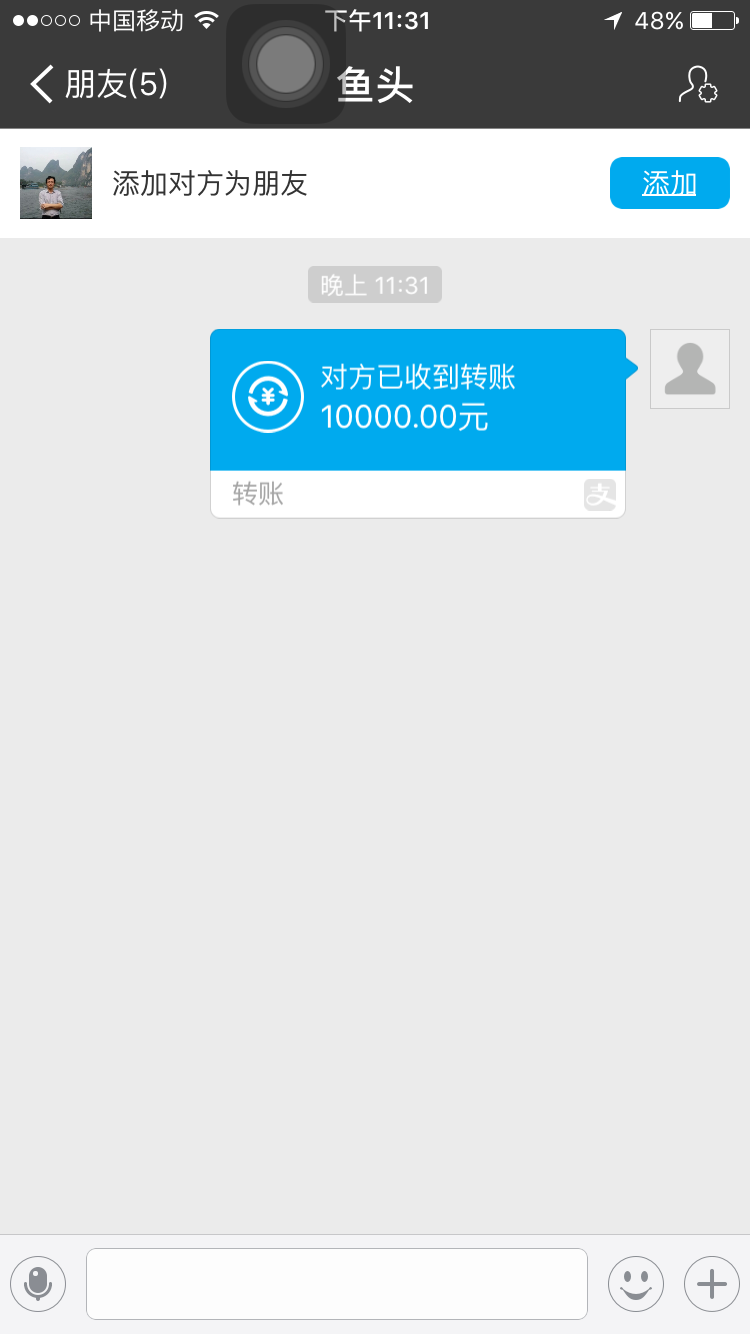 中国移动 下午11:31 48%
朋友(5) 鱼头
添加对方为朋友 添加
晚上 11:31
对方已收到转账
10000.00元
转账 支